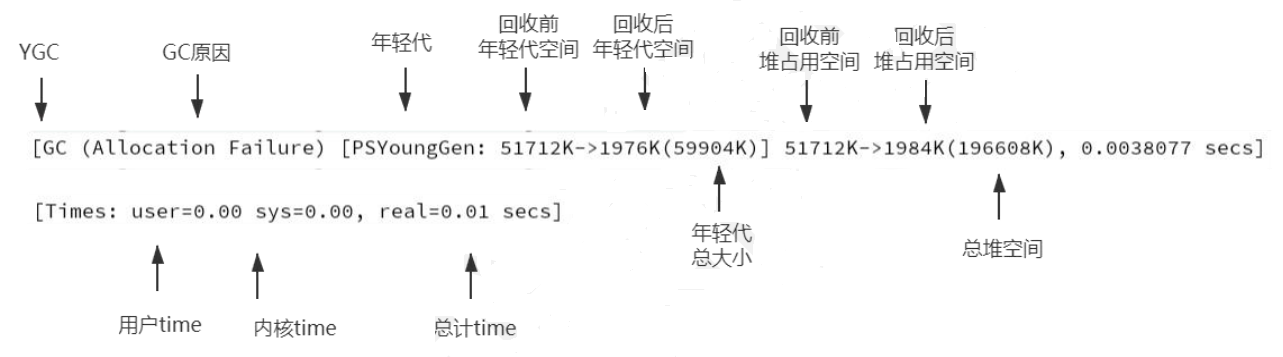 YGC
GC原因
年轻代
回收前
年轻代空间
回收后
年轻代空间
回收前
堆占用空间
回收后
堆占用空间
[GC (Allocation Failure) [PSYoungGen: 51712K->1976K(59904K)] 51712K->1984K(196608K), 0.0038077 secs]
[Times: user=0.00 sys=0.00, real=0.01 secs]
年轻代
总大小
总堆空间
用户time
内核time
总计time